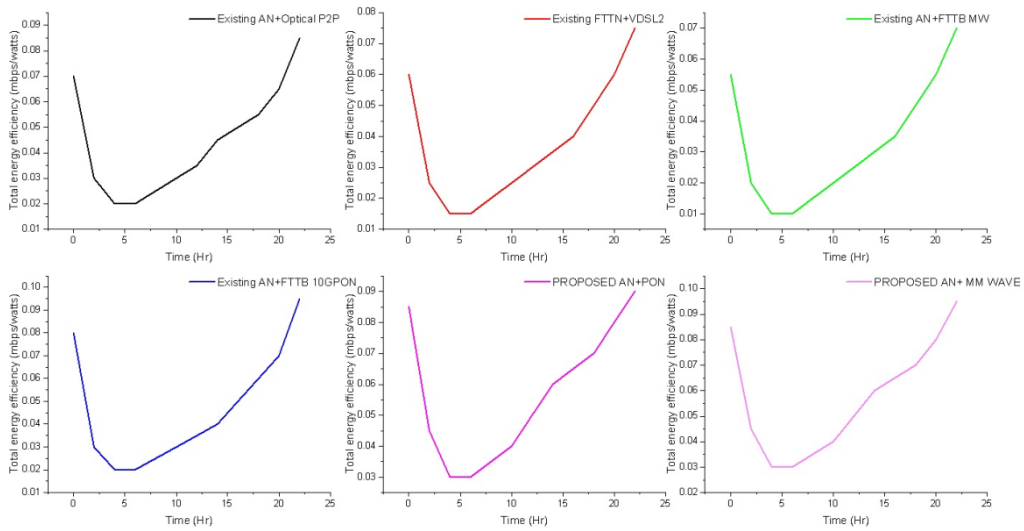 Existing AN+Optical P2P
Total energy efficiency (mbps/watts)
0.09
0.08
0.07
0.06
0.05
0.04
0.03
0.02
0.01
0 5 10 15 20 25
Time (Hr)
Existing FTTN+VDSL2
Total energy efficiency (mbps/watts)
0.08
0.07
0.06
0.05
0.04
0.03
0.02
0.01
0 5 10 15 20 25
Time (Hr)
Existing AN+FTTB MW
Total energy efficiency (mbps/watts)
0.07
0.06
0.05
0.04
0.03
0.02
0.01
0 5 10 15 20 25
Time (Hr)
Existing AN+FTTB 10GPON
Total energy efficiency (mbps/watts)
0.10
0.09
0.08
0.07
0.06
0.05
0.04
0.03
0.02
0.01
0 5 10 15 20 25
Time (Hr)
PROPOSED AN+PON
Total energy efficiency (mbps/watts)
0.09
0.08
0.07
0.06
0.05
0.04
0.03
0 5 10 15 20 25
Time (Hr)
PROPOSED AN+ MM WAVE
Total energy efficiency (mbps/watts)
0.10
0.09
0.08
0.07
0.06
0.05
0.04
0.03
0.02
0 5 10 15 20 25
Time (Hr)